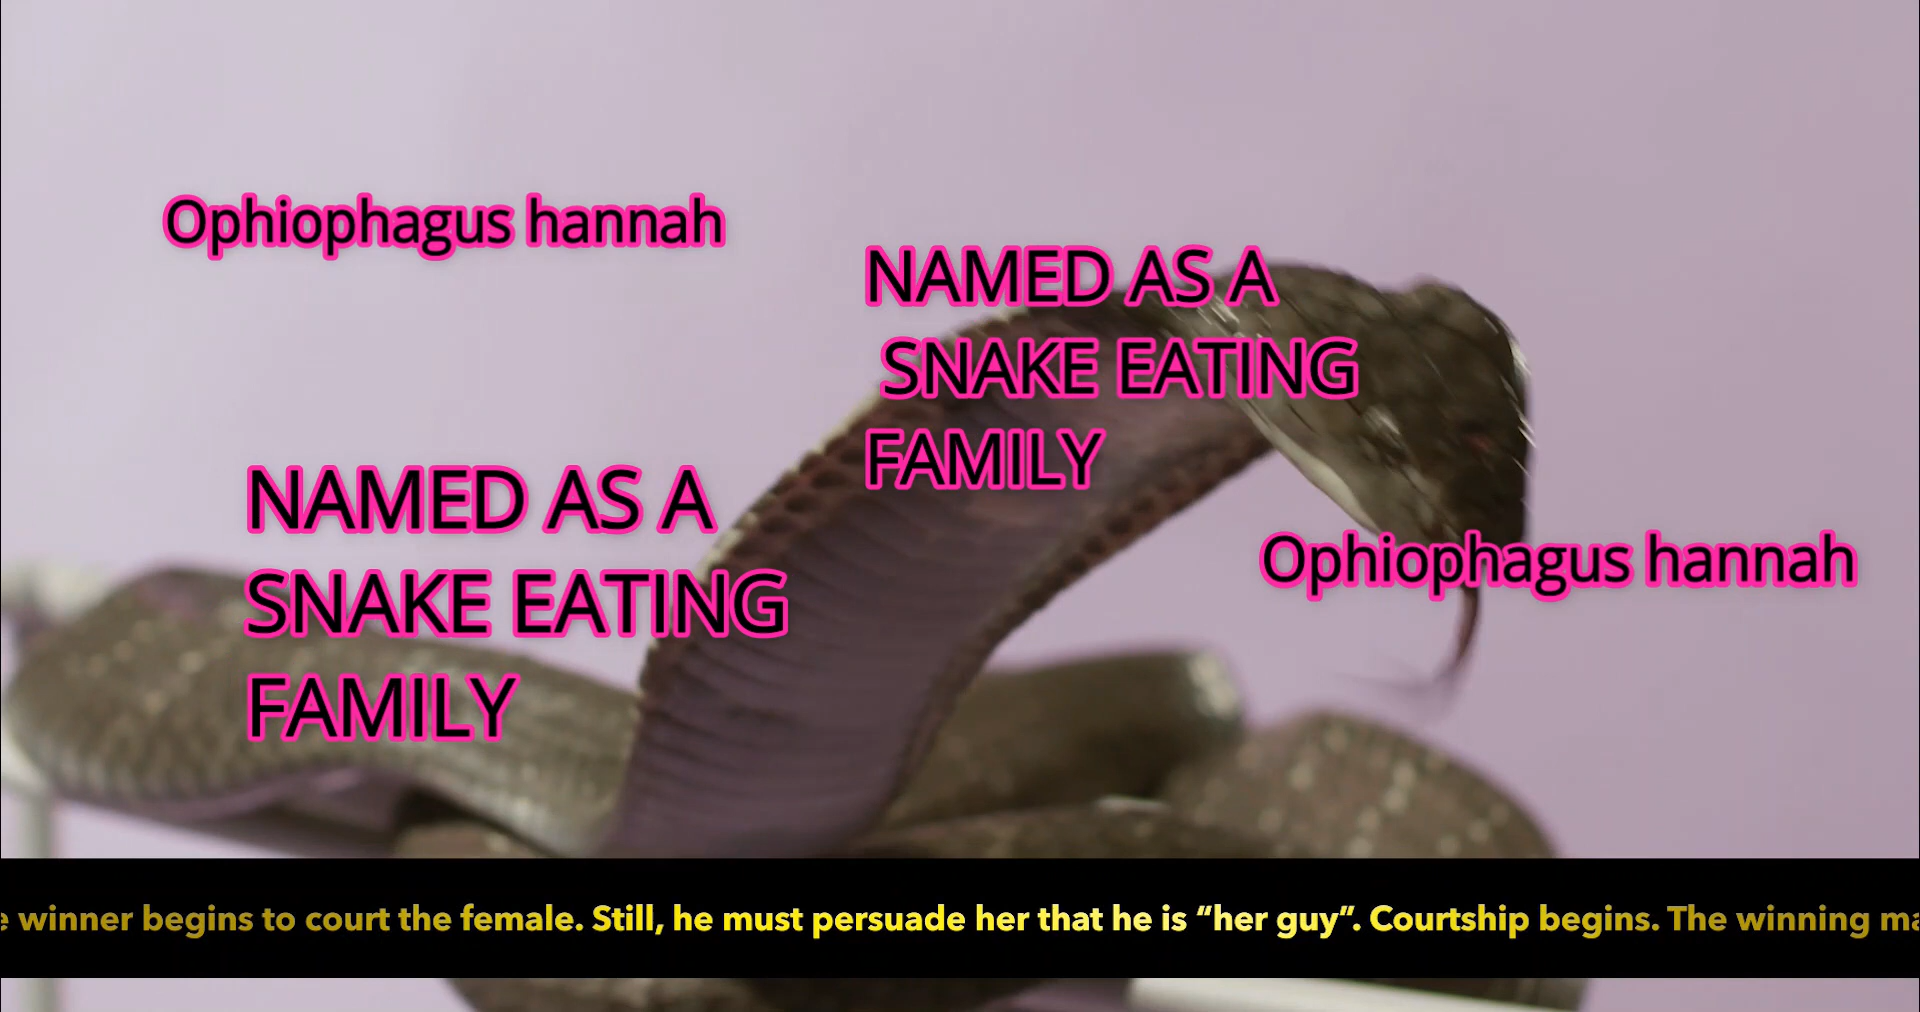 Ophiophagus hannah
NAMED AS A
SNAKE EATING
FAMILY
NAMED AS A
SNAKE EATING
FAMILY
Ophiophagus hannah
winner begins to court the female. Still, he must persuade her that he is “her guy”. Courtship begins. The winning